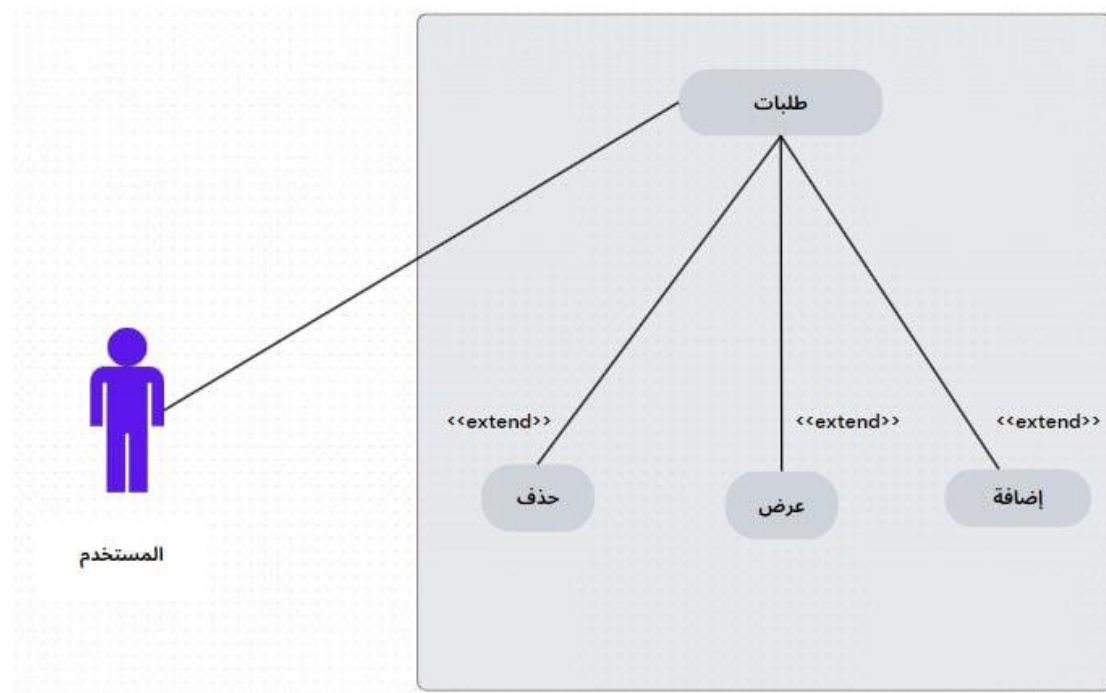 طلبات
<<extend>>
<<extend>>
<<extend>>
إضافة
عرض
حذف
المستخدم